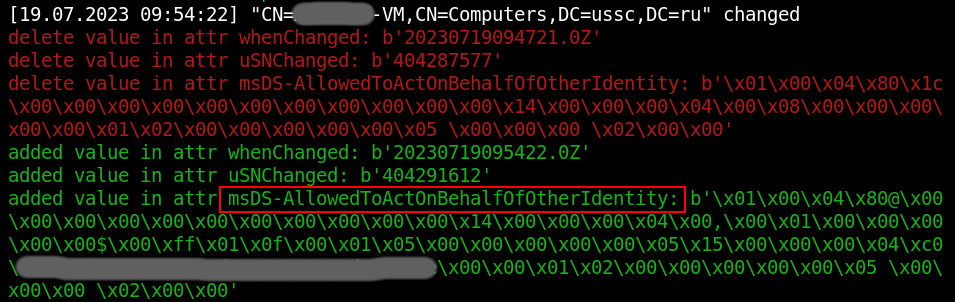 [19.07.2023 09:54:22] "CN= -VM,CN=Computers,DC=ussc,DC=ru" changed
delete value in attr whenChanged: b'20230719094721.0Z'
delete value in attr uSNChanged: b'404287577'
delete value in attr msDS-AllowedToActOnBehalfOfOtherIdentity: b'\x01\x00\x04\x80\x1c
\x00\x00\x00\x00\x00\x00\x00\x00\x00\x00\x00\x14\x00\x00\x00\x04\x00\x08\x00\x00\x00\
x00\x00\x01\x02\x00\x00\x00\x00\x00\x05 \x00\x00\x00 \x02\x00\x00'
added value in attr whenChanged: b'20230719095422.0Z'
added value in attr uSNChanged: b'404291612'
added value in attr msDS-AllowedToActOnBehalfOfOtherIdentity: b'\x01\x00\x04\x80@\x00
\x00\x00\x00\x00\x00\x00\x00\x00\x00\x00\x14\x00\x00\x00\x04\x00,\x00\x01\x00\x00\x00
\x00\x00$\x00\xff\x01\x0f\x00\x01\x05\x00\x00\x00\x00\x00\x05\x15\x00\x00\x00\x04\xc0
\ \x00\x00\x01\x02\x00\x00\x00\x00\x00\x05 \x00\
x00\x00 \x02\x00\x00'